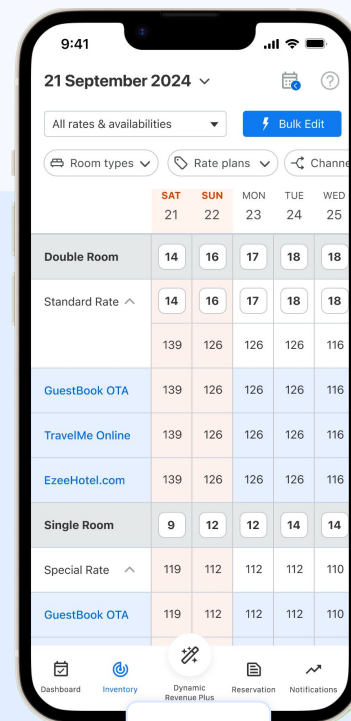 9:41
21 September 2024
All rates & availabilities
Bulk Edit
Room types
Rate plans
Channe
SAT SUN MON TUE WED
21 22 23 24 25
Double Room 14 16 17 18 18
Standard Rate 14 16 17 18 18
139 126 126 126 116
GuestBook OTA 139 126 126 126 116
TravelMe Online 139 126 126 126 116
EzeeHotel.com 139 126 126 126 116
Single Room 9 12 12 14 14
Special Rate 119 112 112 112 110
GuestBook OTA 119 112 112 112 110
Dashboard
Inventory
Dynamic
Revenue Plus
Reservation
Notifications